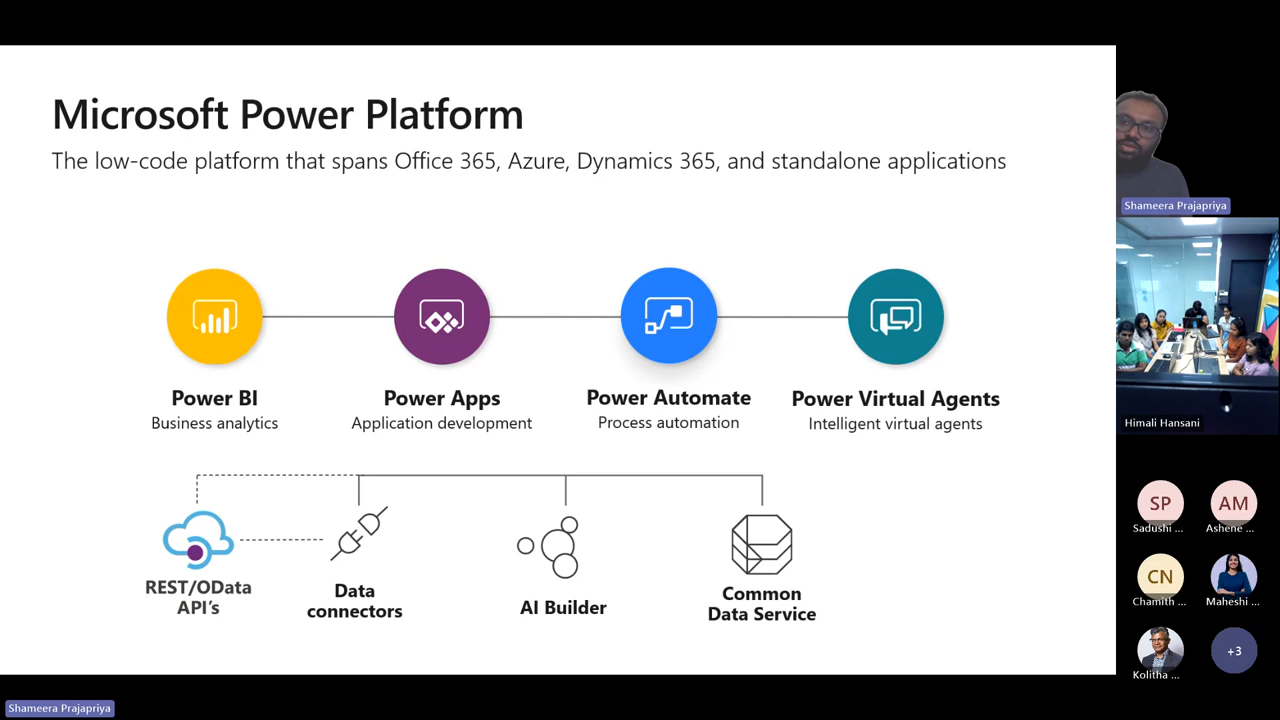 Microsoft Power Platform
The low-code platform that spans Office 365, Azure, Dynamics 365, and standalone applications
Power BI
Business analytics
Power Apps
Application development
Power Automate
Process automation
Power Virtual Agents
Intelligent virtual agents
REST/OData
API's
Data
connectors
AI Builder
Common
Data Service
Shameera Prajapriya
Himali Hansani
SP
Sadushi ...
AM
Ashene ...
CN
Chamith ...
Maheshi ...
Kolitha ...
+3
Shameera Prajapriya